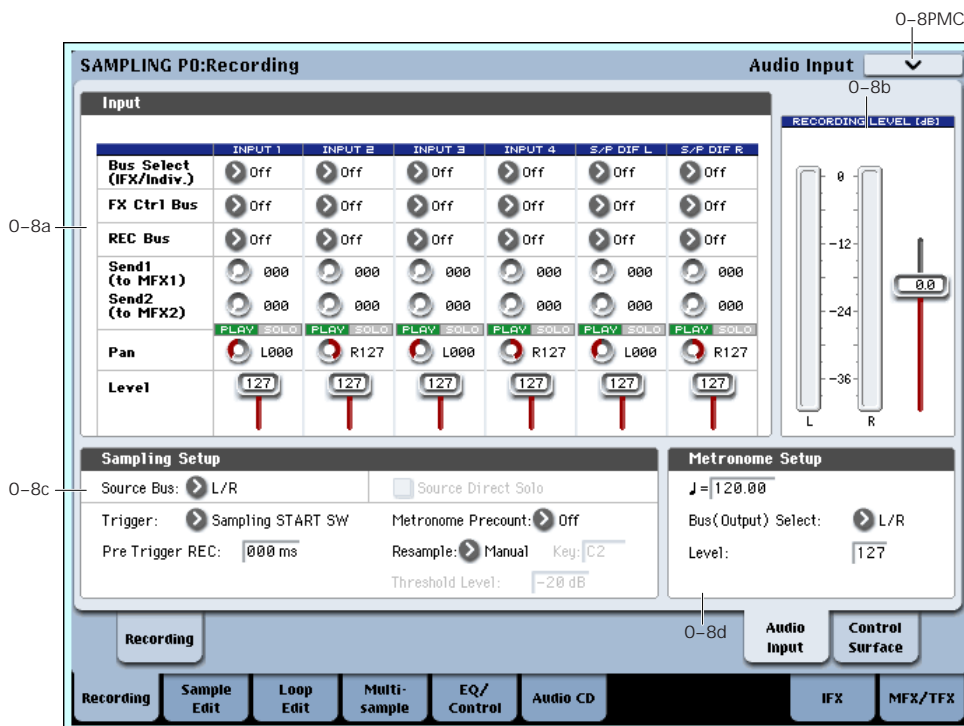 0-8PMC
SAMPLING P0:Recording
Audio Input
0-8b
Input
RECORDING LEVEL [dB]
INPUT 1 INPUT 2 INPUT 3 INPUT 4 S/P DIF L S/P DIF R
Bus Select (IFX/Indiv.) Off Off Off Off Off Off
FX Ctrl Bus Off Off Off Off Off Off
0-8a
REC Bus Off Off Off Off Off Off
Send1 (to MFX1) 000 000 000 000 000 000
Send2 (to MFX2) 000 000 000 000 000 000
PLAY SOLO PLAY SOLO PLAY SOLO PLAY SOLO PLAY SOLO PLAY SOLO
Pan L000 R127 L000 R127 L000 R127
Level 127 127 127 127 127 127
0
-12
-24
-36
0.0
L R
Sampling Setup
0-8c
Source Bus: L/R
Source Direct Solo
Trigger: Sampling START SW
Metronome Precount: Off
Pre Trigger REC: 000 ms
Resample: Manual Key: C2
Threshold Level: -20 dB
Metronome Setup
♩= 120.00
Bus(Output) Select: L/R
Level: 127
0-8d
Recording
Audio Input
Control Surface
Recording
Sample Edit
Loop Edit
Multi-sample
EQ/Control
Audio CD
IFX
MFX/TFX